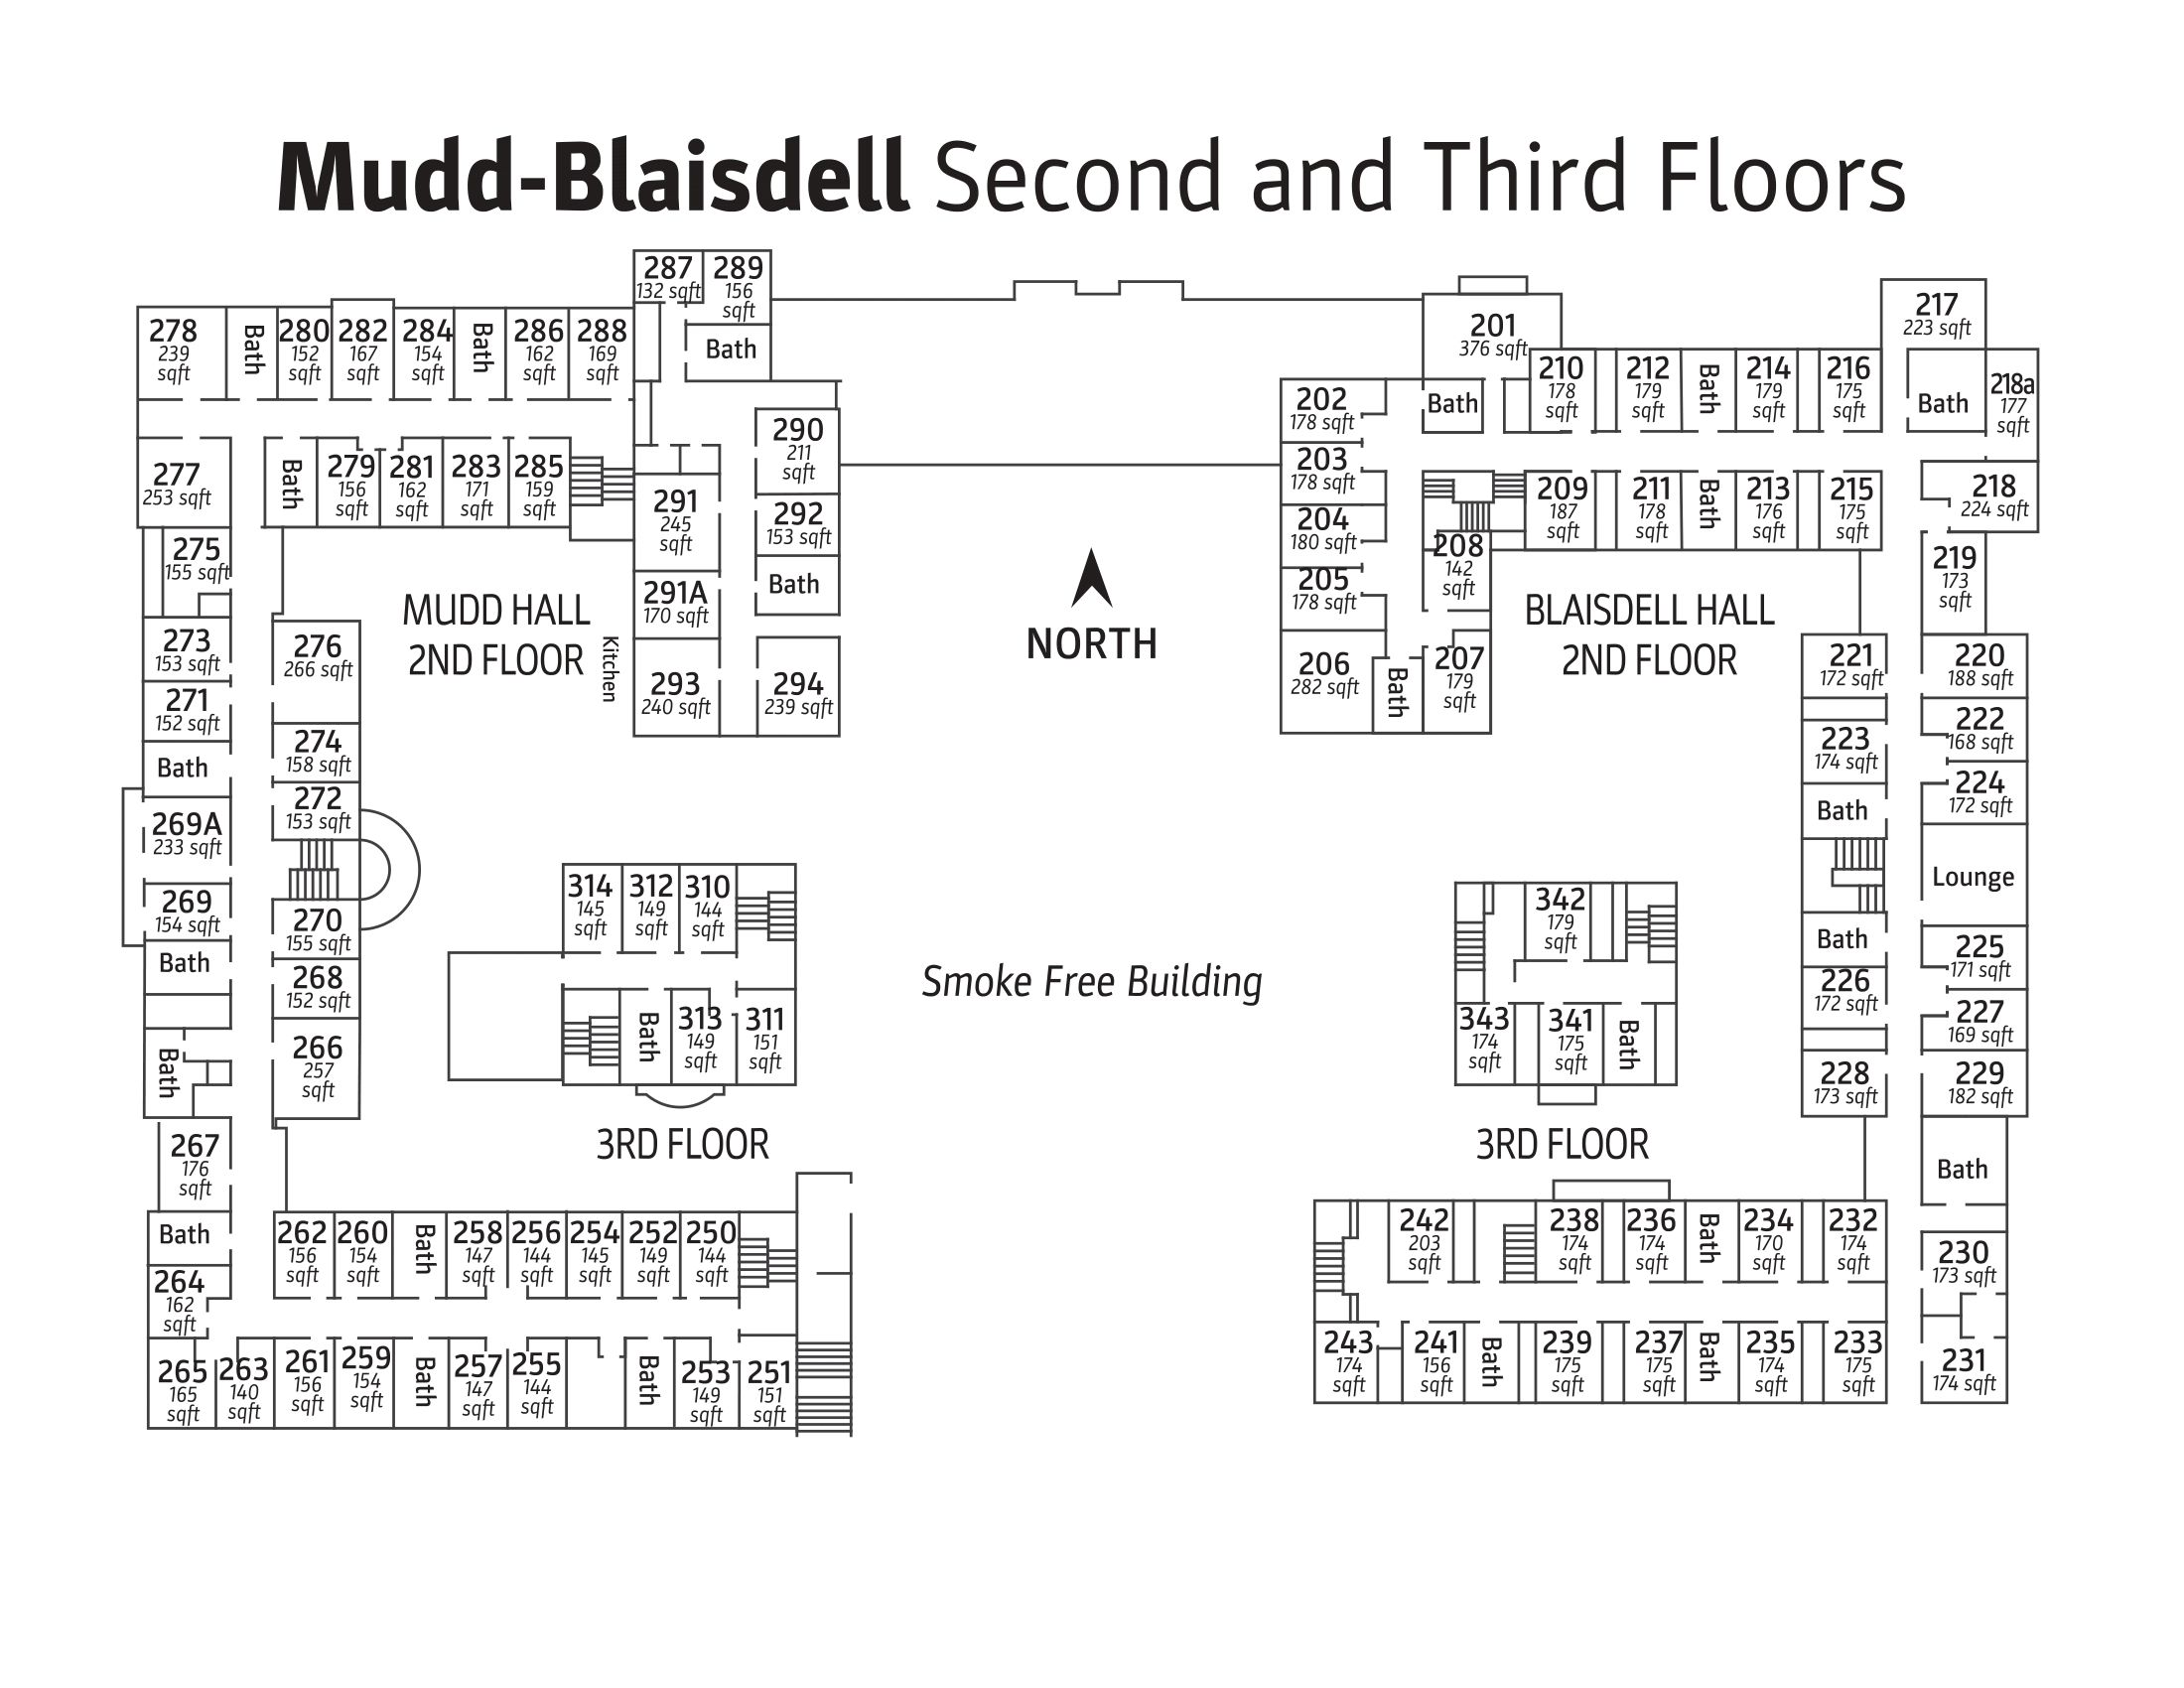 Mudd-Blaisdell Second and Third Floors
287
132 sqft
289
156
sqft
Bath
278
239
sqft
Bath
280
152
sqft
282
167
sqft
284
154
sqft
Bath
286
162
sqft
288
169
sqft
277
253 sqft
Bath
279
156
sqft
281
162
sqft
283
171
sqft
285
159
sqft
290
211
sqft
291
245
sqft
292
153 sqft
Bath
291A
170 sqft
293
240 sqft
294
239 sqft
Kitchen
MUDD HALL
2ND FLOOR
275
155 sqft
273
153 sqft
271
152 sqft
Bath
269A
233 sqft
269
154 sqft
Bath
Bath
267
176
sqft
Bath
264
162
sqft
276
266 sqft
274
158 sqft
272
153 sqft
270
155 sqft
268
152 sqft
266
257
sqft
314
145
sqft
312
149
sqft
310
144
sqft
Bath
313
149
sqft
311
151
sqft
3RD FLOOR
262
156
sqft
260
154
sqft
Bath
258
147
sqft
256
144
sqft
254
145
sqft
252
149
sqft
250
144
sqft
265
165
sqft
263
140
sqft
261
156
sqft
259
154
sqft
Bath
257
147
sqft
255
144
sqft
Bath
253
149
sqft
251
151
sqft
NORTH
Smoke Free Building
201
376 sqft
Bath
202
178 sqft
203
178 sqft
204
180 sqft
205
178 sqft
206
282 sqft
Bath
207
179
sqft
208
142
sqft
210
178
sqft
212
179
sqft
Bath
214
179
sqft
216
175
sqft
217
223 sqft
Bath
218a
177
sqft
209
187
sqft
211
178
sqft
Bath
213
176
sqft
215
175
sqft
218
224 sqft
219
173
sqft
BLAISDELL HALL
2ND FLOOR
221
172 sqft
223
174 sqft
Bath
Bath
226
172 sqft
228
173 sqft
220
188 sqft
222
168 sqft
224
172 sqft
Lounge
225
171 sqft
227
169 sqft
229
182 sqft
Bath
230
173 sqft
231
174 sqft
342
179
sqft
343
174
sqft
341
175
sqft
Bath
3RD FLOOR
242
203
sqft
238
174
sqft
236
174
sqft
Bath
234
170
sqft
232
174
sqft
243
174
sqft
241
156
sqft
Bath
239
175
sqft
237
175
sqft
Bath
235
174
sqft
233
175
sqft